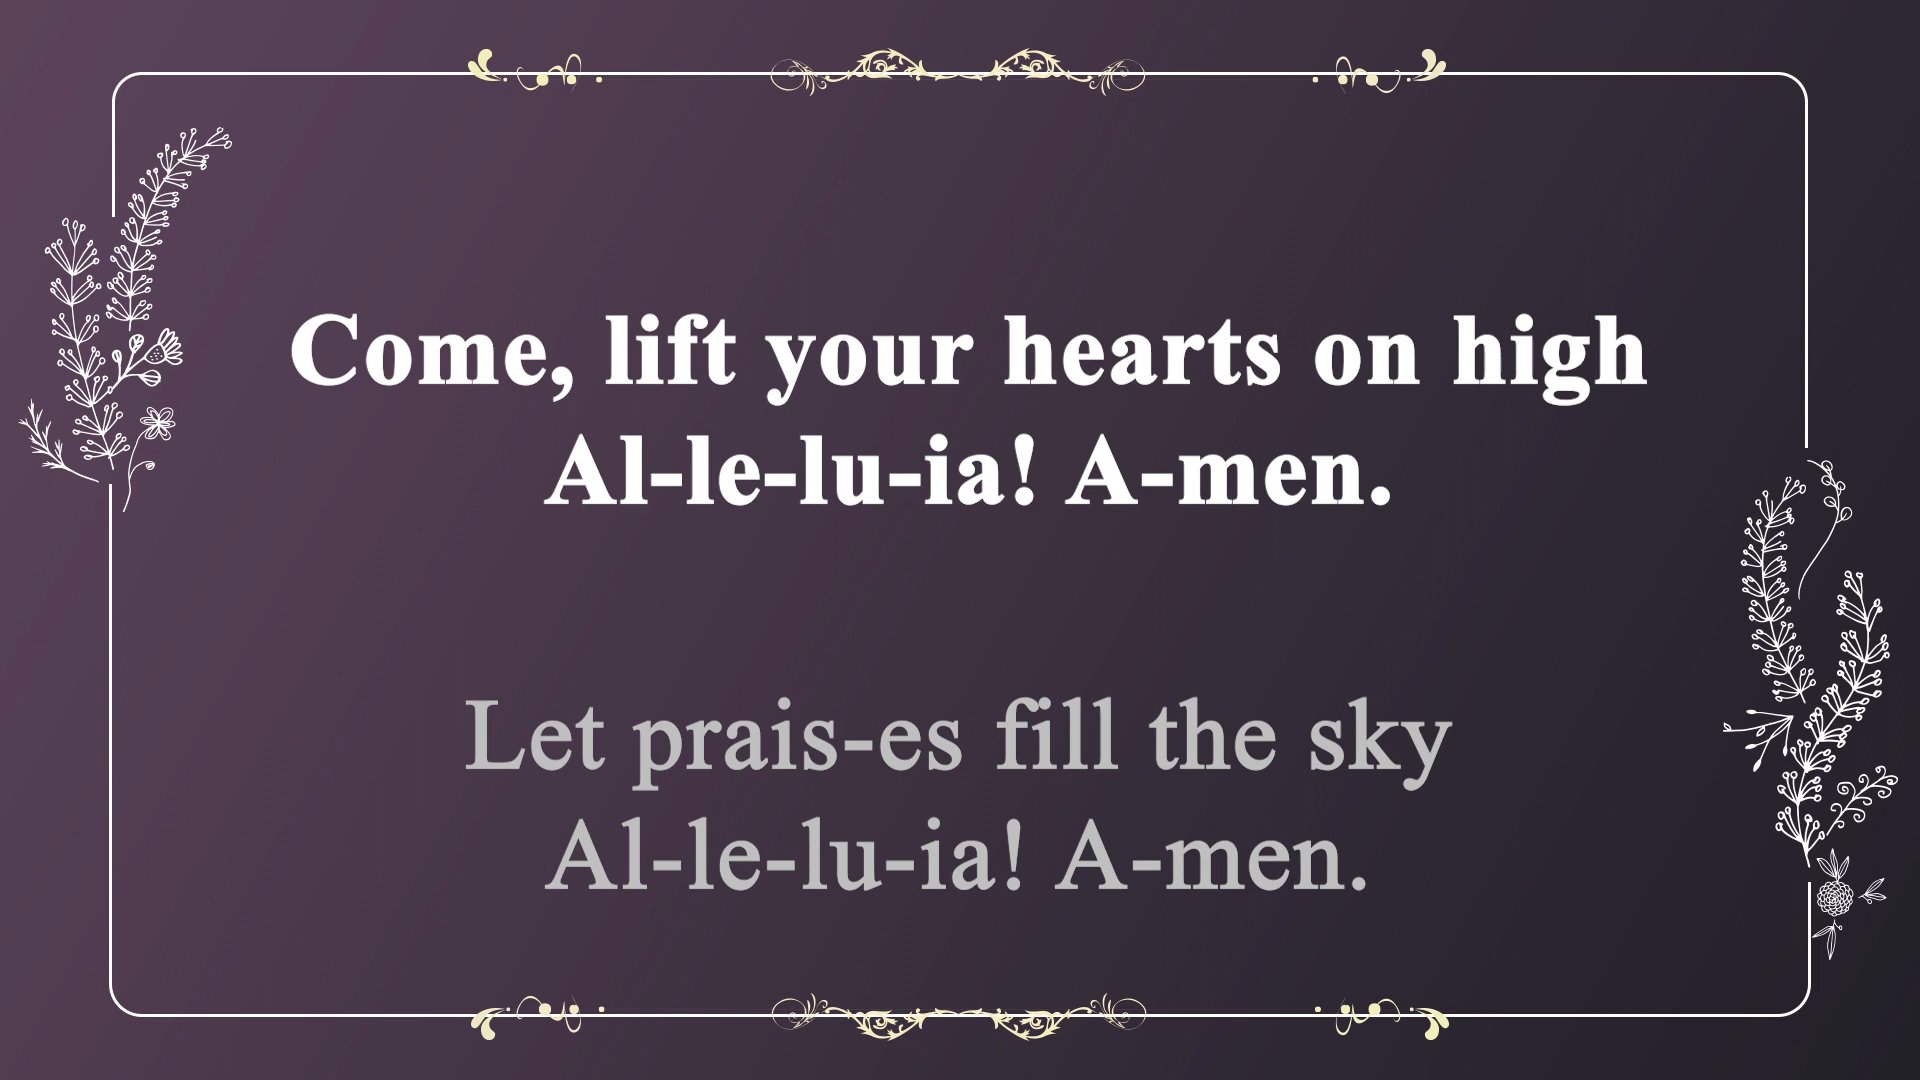 Come, lift your hearts on high
Al-le-lu-ia! A-men.
Let prais-es fill the sky
Al-le-lu-ia! A-men.